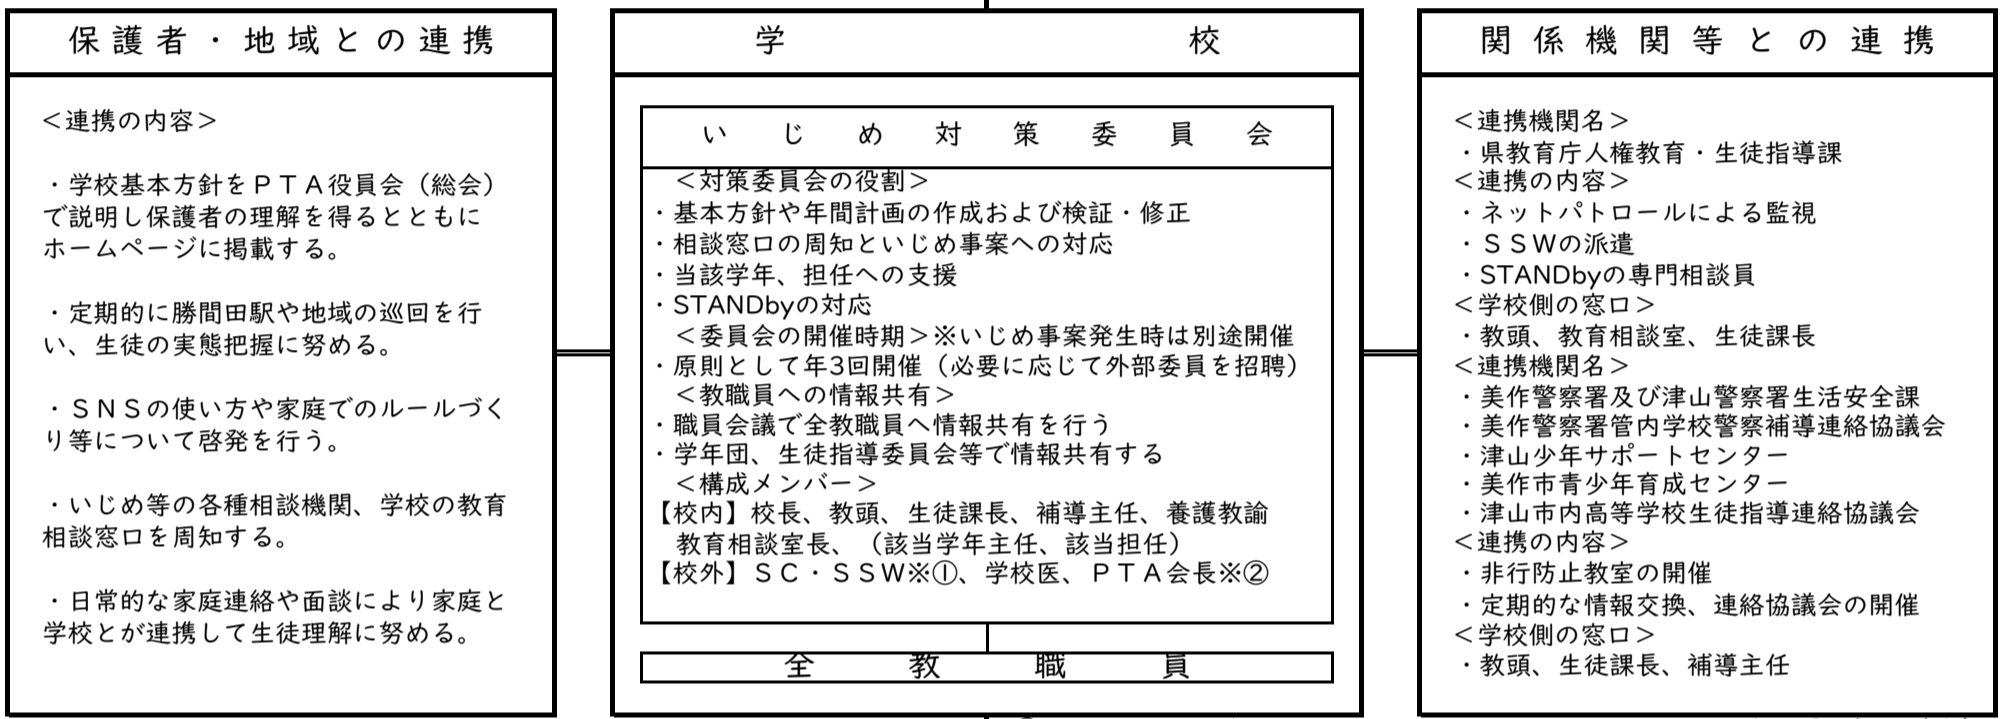 保護者・地域との連携
＜連携の内容＞
・学校基本方針をＰＴＡ役員会（総会）
で説明し保護者の理解を得るとともに
ホームページに掲載する。
・定期的に勝間田駅や地域の巡回を行
い、生徒の実態把握に努める。
・ＳＮＳの使い方や家庭でのルールづく
り等について啓発を行う。
・いじめ等の各種相談機関、学校の教育
相談窓口を周知する。
・日常的な家庭連絡や面談により家庭と
学校とが連携して生徒理解に努める。
学校
いじめ対策委員会
＜対策委員会の役割＞
・基本方針や年間計画の作成および検証・修正
・相談窓口の周知といじめ事案への対応
・当該学年、担任への支援
・STANDbyの対応
＜委員会の開催時期＞※いじめ事案発生時は別途開催
・原則として年3回開催（必要に応じて外部委員を招聘）
＜教職員への情報共有＞
・職員会議で全教職員へ情報共有を行う
・学年団、生徒指導委員会等で情報共有する
＜構成メンバー＞
【校内】校長、教頭、生徒課長、補導主任、養護教諭
教育相談室長、（該当学年主任、該当担任）
【校外】ＳＣ・ＳＳＷ※①、学校医、ＰＴＡ会長※②
全教職員
関係機関等との連携
＜連携機関名＞
・県教育庁人権教育・生徒指導課
＜連携の内容＞
・ネットパトロールによる監視
・ＳＳＷの派遣
・STANDbyの専門相談員
＜学校側の窓口＞
・教頭、教育相談室、生徒課長
＜連携機関名＞
・美作警察署及び津山警察署生活安全課
・美作警察署管内学校警察補導連絡協議会
・津山少年サポートセンター
・美作市青少年育成センター
・津山市内高等学校生徒指導連絡協議会
＜連携の内容＞
・非行防止教室の開催
・定期的な情報交換、連絡協議会の開催
＜学校側の窓口＞
・教頭、生徒課長、補導主任